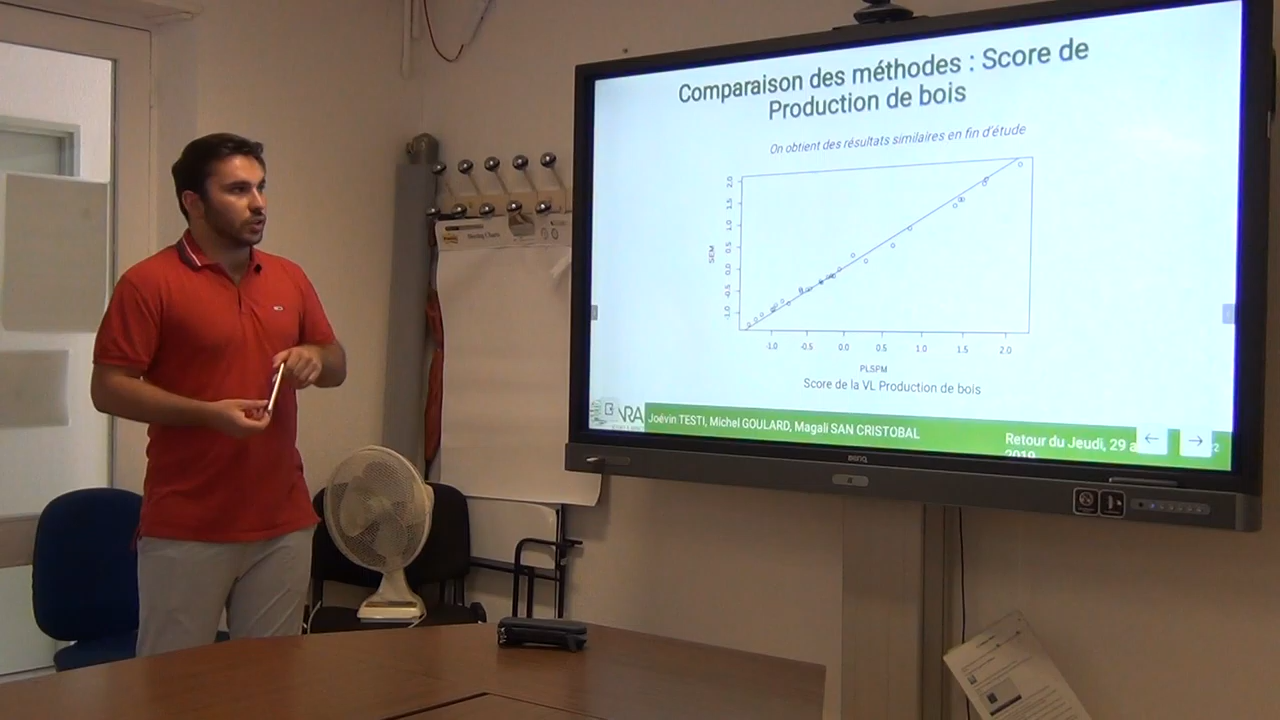 Comparaison des méthodes : Score de
Production de bois
On obtient des résultats similaires en fin d'étude
SEM
2.0
1.5
1.0
0.5
0.0
-0.5
-1.0
-1.0 -0.5 0.0 0.5 1.0 1.5 2.0
PLSPM
Score de la VL Production de bois
NRA
Joévin TESTI, Michel GOULARD, Magali SAN CRISTOBAL
Retour du Jeudi, 29 a
2019
BenQ
Meeting Charts